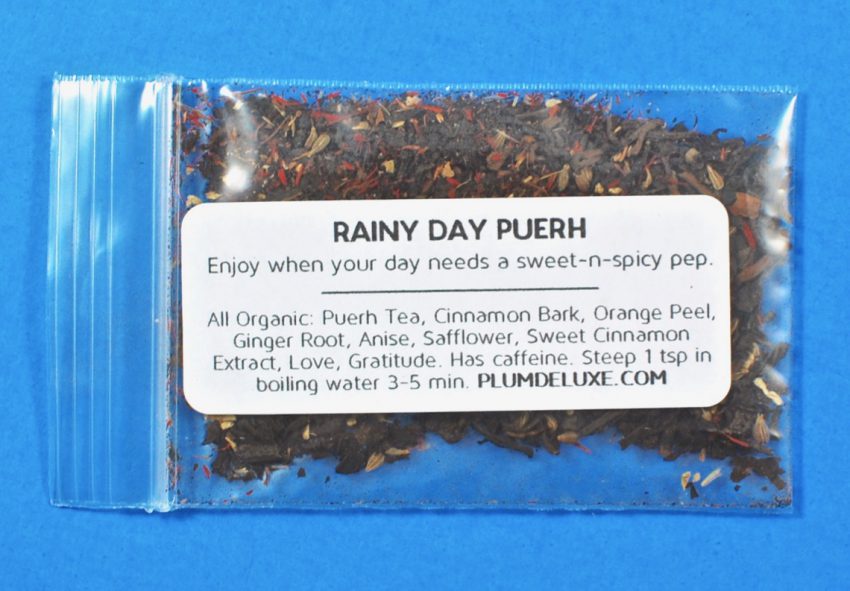 RAINY DAY PUERH
Enjoy when your day needs a sweet-n-spicy pep.
All Organic: Puerh Tea, Cinnamon Bark, Orange Peel,
Ginger Root, Anise, Safflower, Sweet Cinnamon
Extract, Love, Gratitude. Has caffeine. Steep 1 tsp in
boiling water 3-5 min. PLUMDELUXE.COM